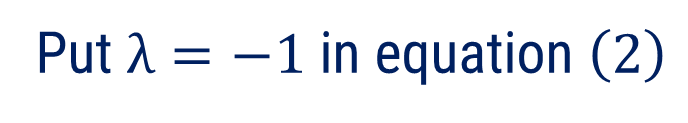 Put λ = −1 in equation (2)